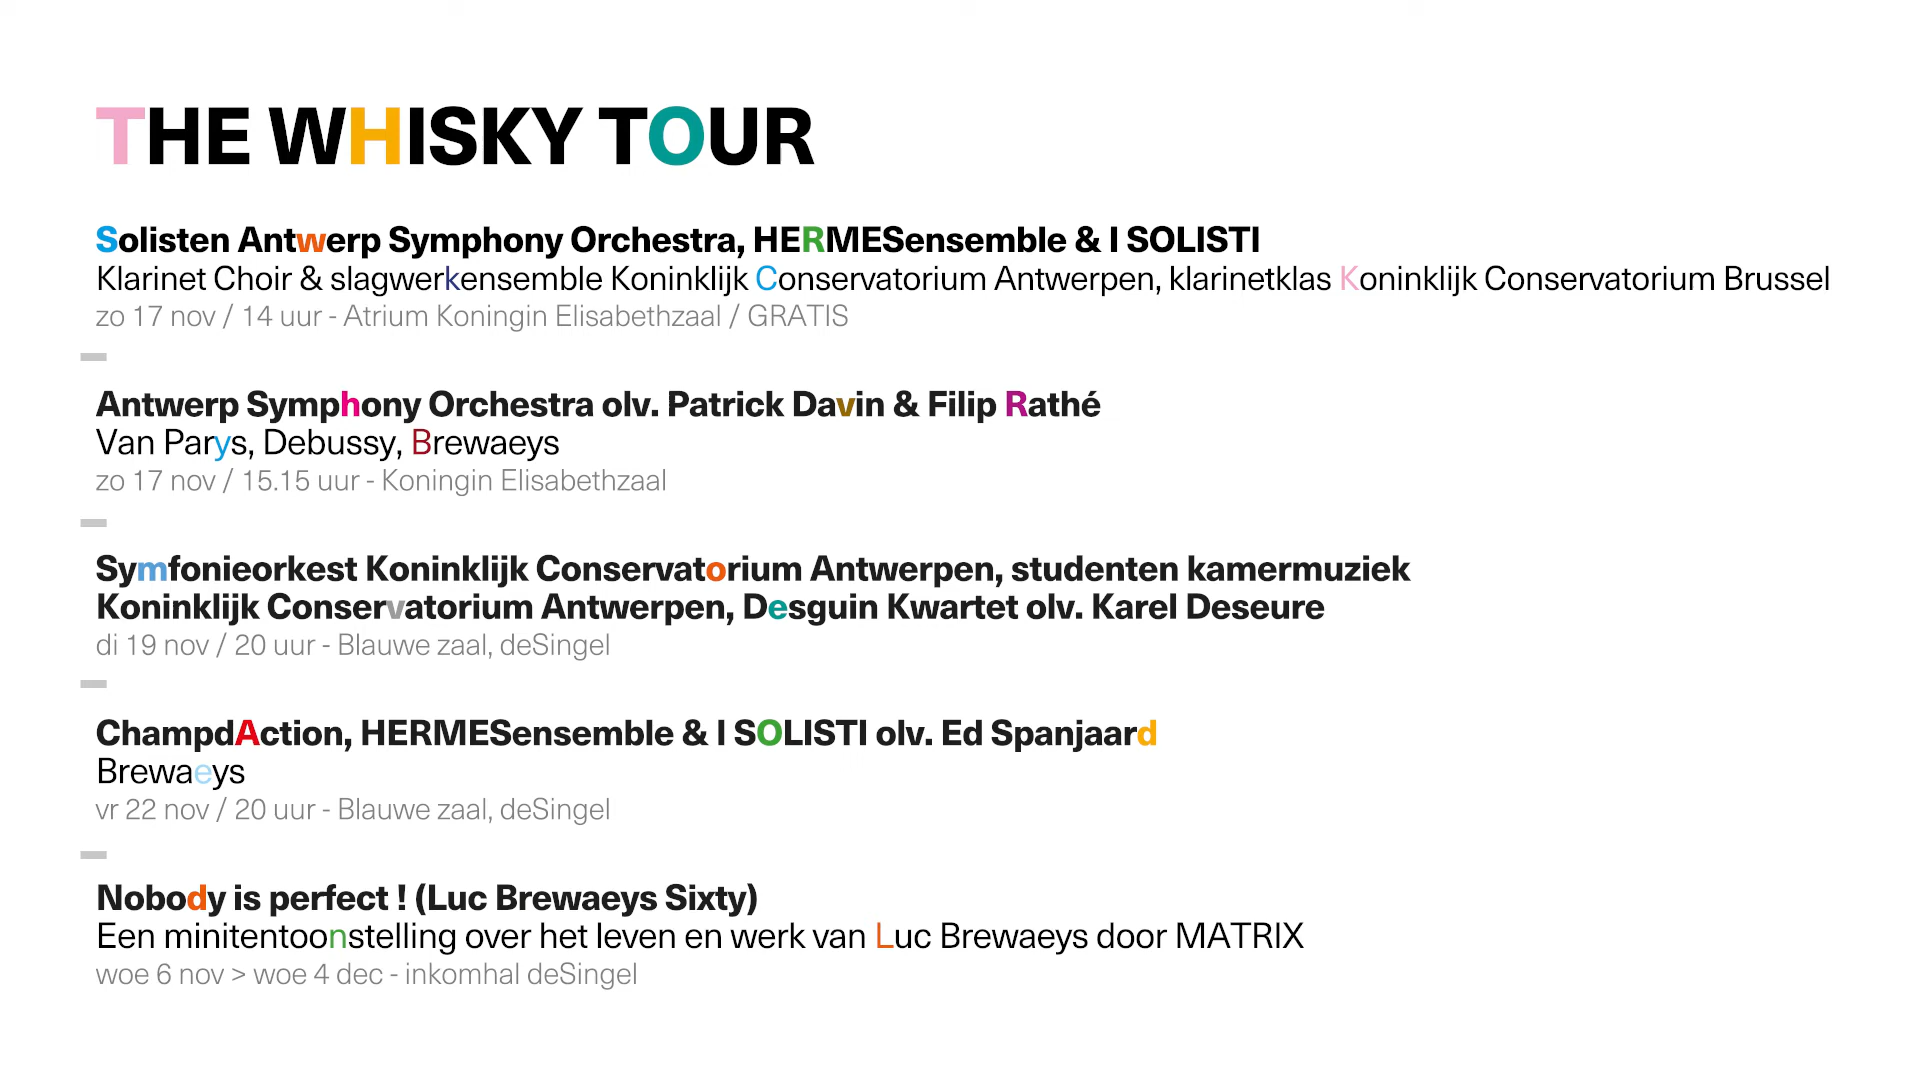 THE WHISKY TOUR
Solisten Antwerp Symphony Orchestra, HERMESensemble & I SOLISTI
Klarinet Choir & slagwerkensemble Koninklijk Conservatorium Antwerpen, klarinetklas Koninklijk Conservatorium Brussel
zo 17 nov / 14 uur - Atrium Koningin Elisabethzaal / GRATIS
Antwerp Symphony Orchestra olv. Patrick Davin & Filip Rathé
Van Parys, Debussy, Brewaeys
zo 17 nov / 15.15 uur - Koningin Elisabethzaal
Symfonieorkest Koninklijk Conservatorium Antwerpen, studenten kamermuziek
Koninklijk Conservatorium Antwerpen, Desguin Kwartet olv. Karel Deseure
di 19 nov / 20 uur - Blauwe zaal, deSingel
ChampdAction, HERMESensemble & I SOLISTI olv. Ed Spanjaard
Brewaeys
vr 22 nov / 20 uur - Blauwe zaal, deSingel
Nobody is perfect ! (Luc Brewaeys Sixty)
Een minitentoonstelling over het leven en werk van Luc Brewaeys door MATRIX
woe 6 nov > woe 4 dec - inkomhal deSingel